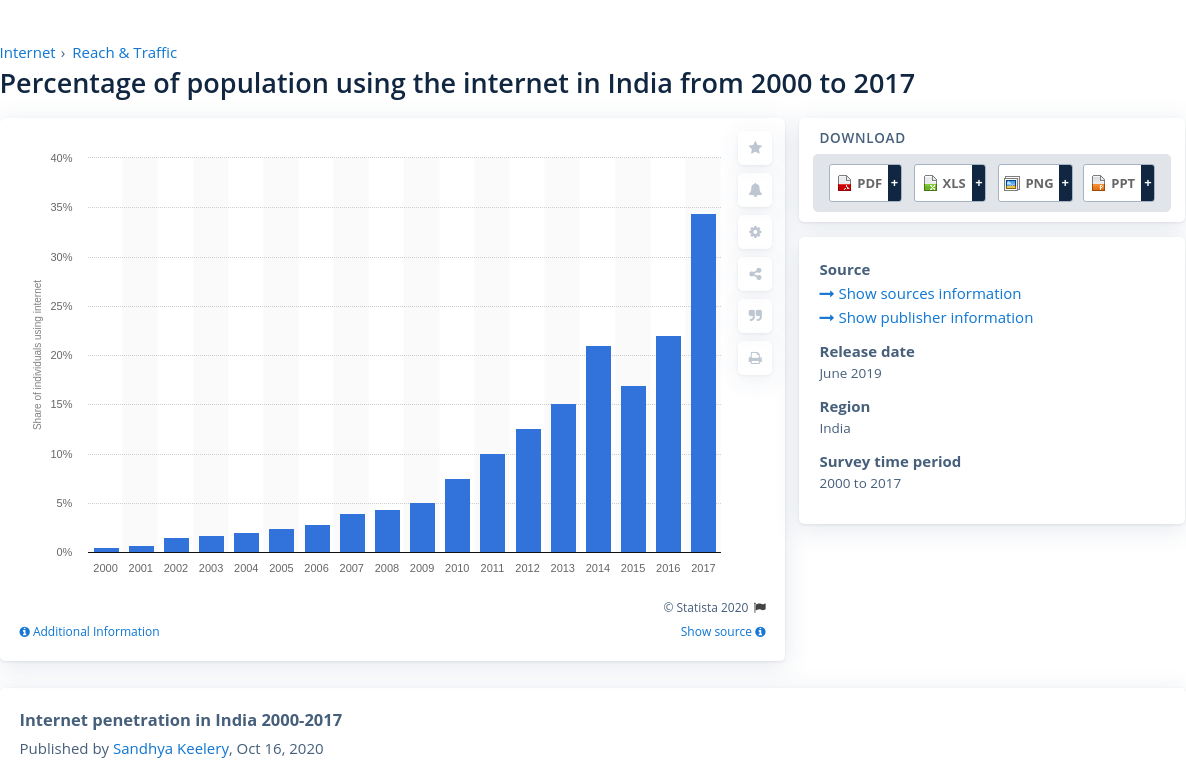 Internet › Reach & Traffic
Percentage of population using the internet in India from 2000 to 2017
40%
35%
30%
25%
20%
15%
10%
5%
0%
Share of individuals using internet
2000 2001 2002 2003 2004 2005 2006 2007 2008 2009 2010 2011 2012 2013 2014 2015 2016 2017
© Statista 2020
Additional Information
Show source
DOWNLOAD
PDF + XLS + PNG + PPT +
Source
Show sources information
Show publisher information
Release date
June 2019
Region
India
Survey time period
2000 to 2017
Internet penetration in India 2000-2017
Published by Sandhya Keelery, Oct 16, 2020